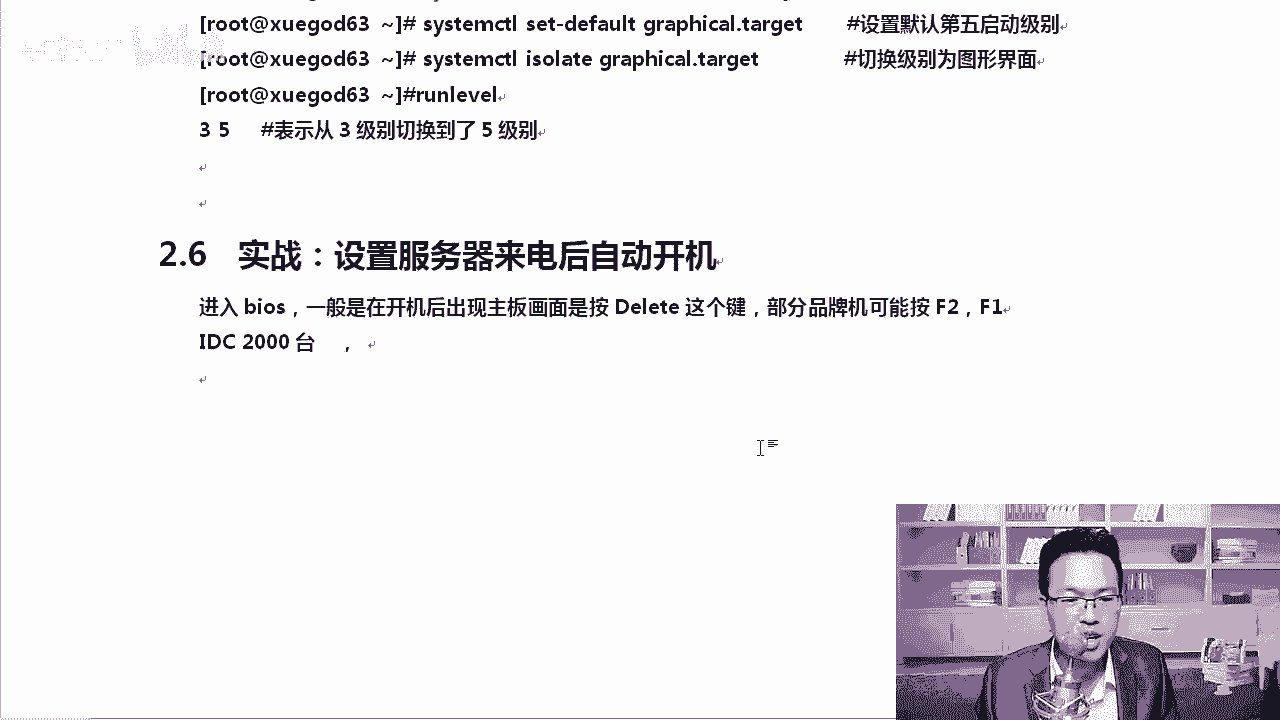 [root@xuegod63 ~]# systemctl set-default graphical.target #设置默认第五启动级别
[root@xuegod63 ~]# systemctl isolate graphical.target #切换级别为图形界面
[root@xuegod63 ~]#runlevel
3 5 #表示从 3 级别切换到了 5 级别
2.6 实战：设置服务器来电后自动开机
进入 bios，一般是在开机后出现主板画面是按 Delete 这个键，部分品牌机可能按 F2，F1
IDC 2000 台 ，